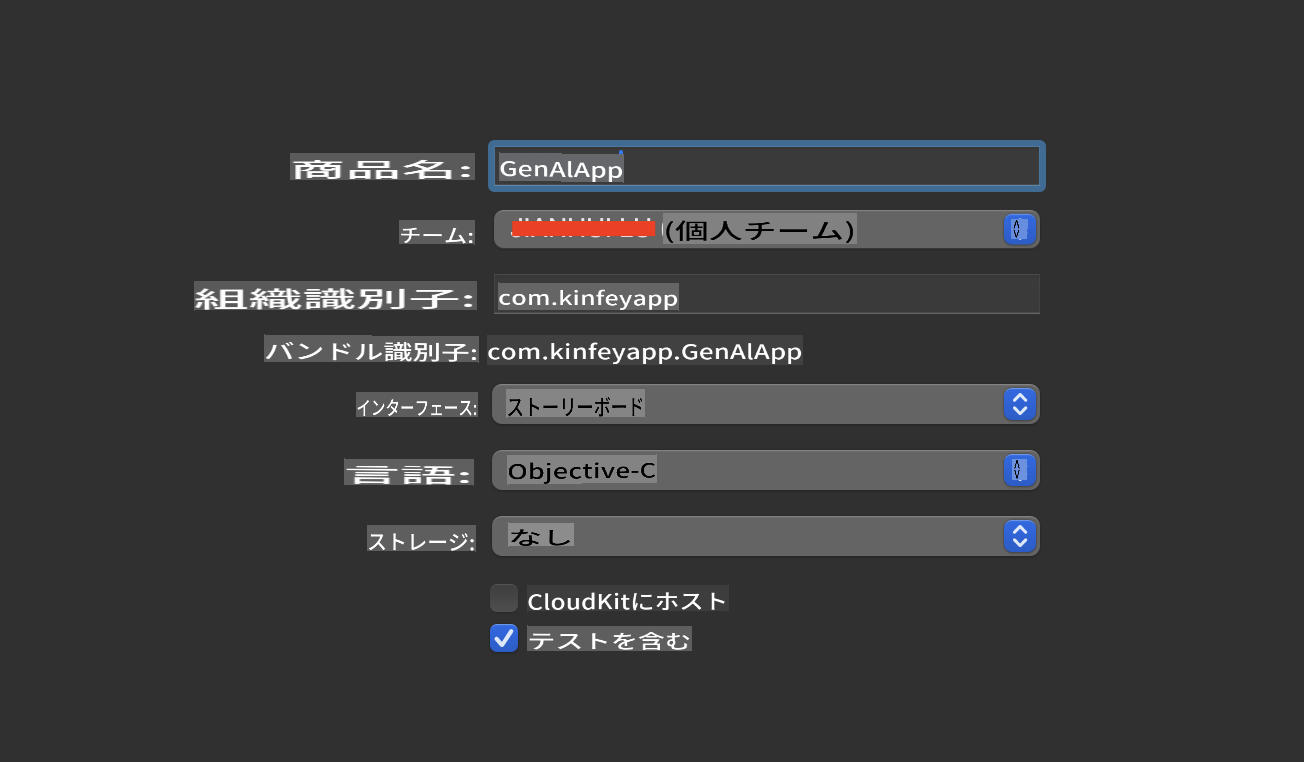 商品名: GenAIApp
チーム: (個人チーム)
組織識別子: com.kinfeyapp
バンドル識別子: com.kinfeyapp.GenAIApp
インターフェース: ストーリーボード
言語: Objective-C
ストレージ: なし
CloudKitにホスト
テストを含む